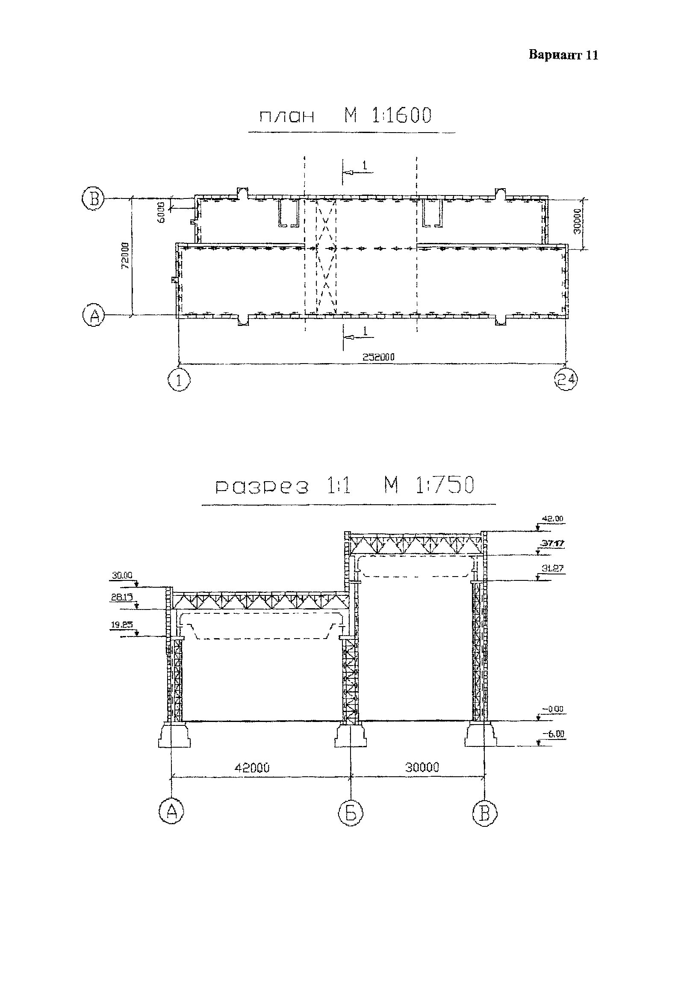 Вариант 11
план М 1:1600
1
В
6000
30000
72000
А
1
252000
1
24
разрез 1:1 М 1:750
42.00
37.17
31.27
30.00
28.15
19.25
-0.00
-6.00
42000
30000
А
Б
В